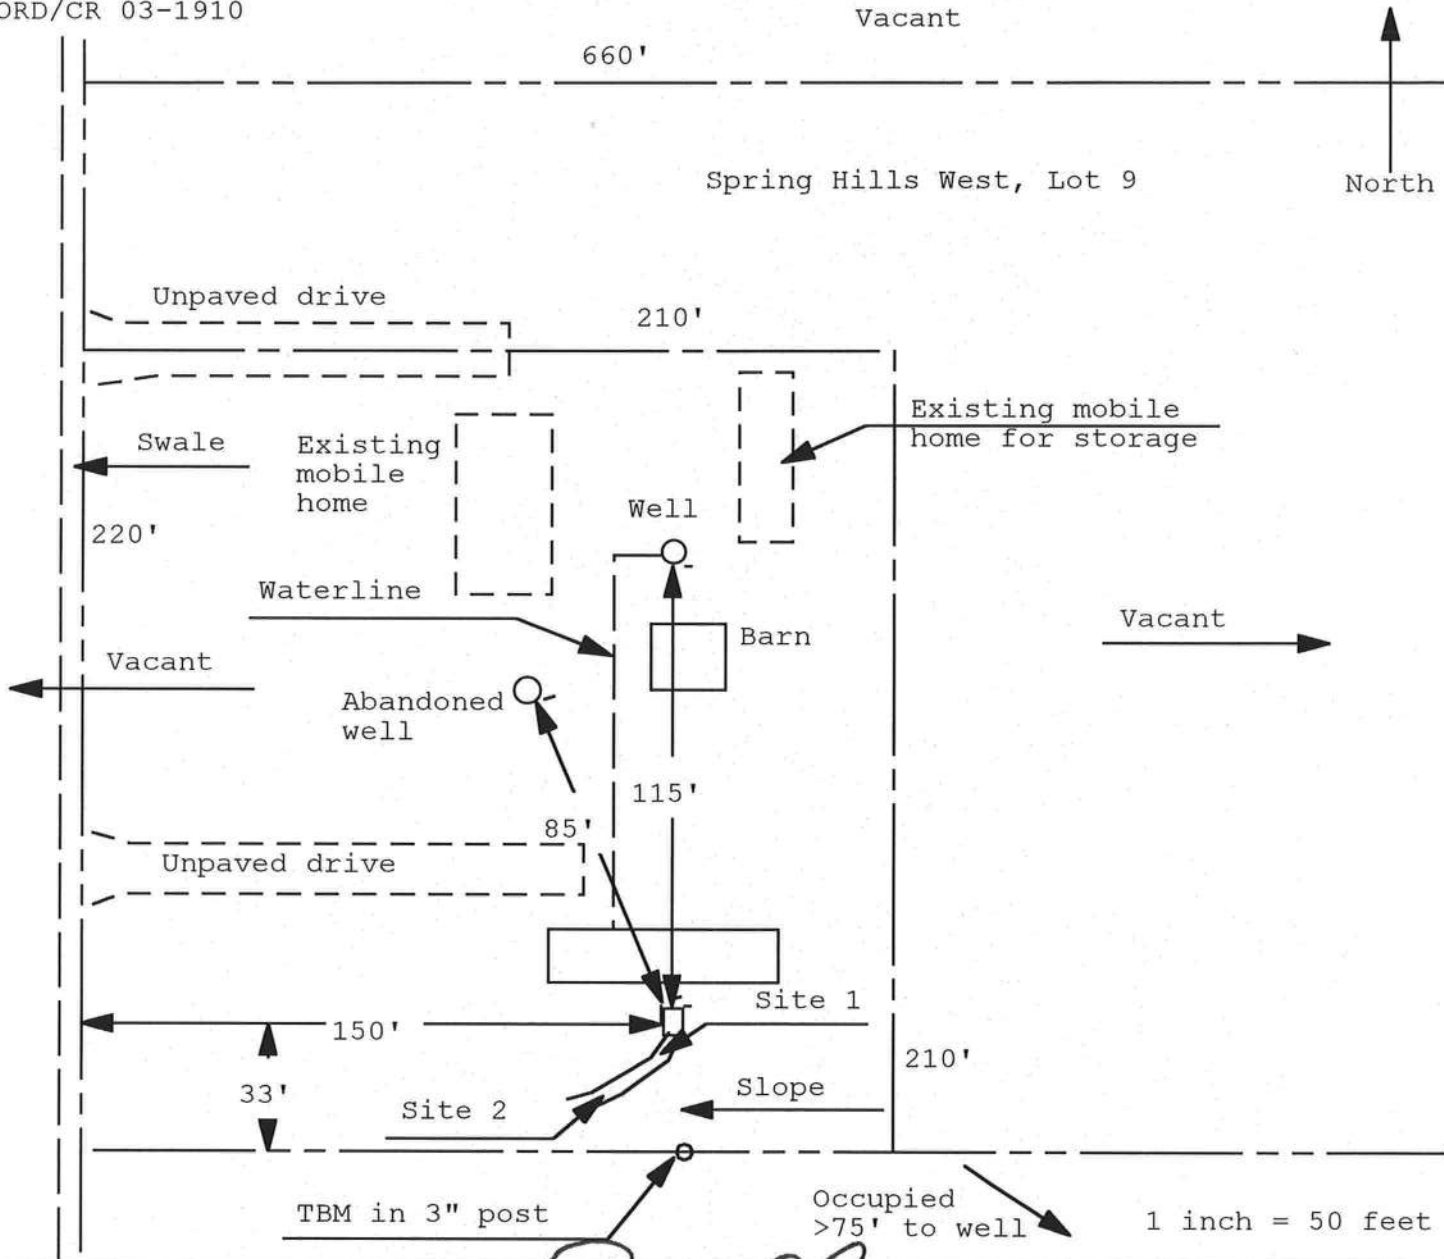 ORD/CR 03-1910
Vacant
660'
Spring Hills West, Lot 9
North
Unpaved drive
210'
Existing mobile
home for storage
Swale
Existing
mobile
home
Well
220'
Waterline
Barn
Vacant
Vacant
Abandoned
well
115'
85'
Unpaved drive
Site 1
150'
210'
33'
Slope
Site 2
TBM in 3" post
Occupied
>75' to well
1 inch = 50 feet